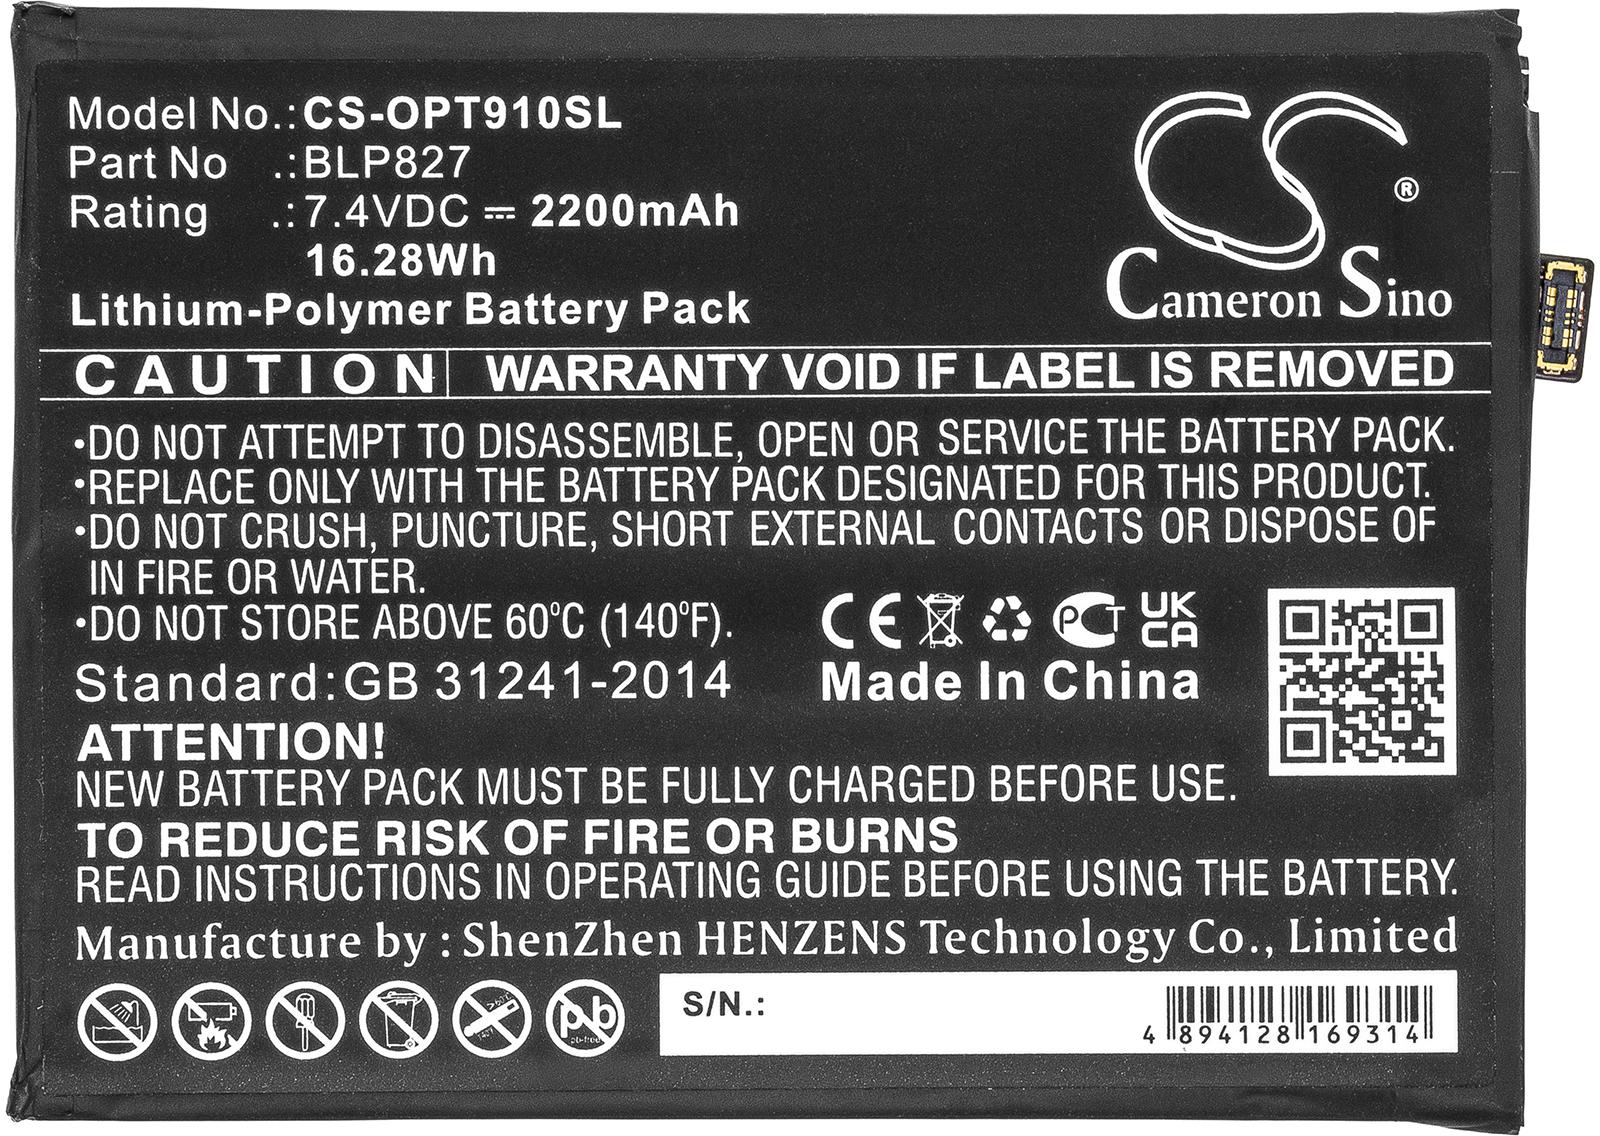 Model No.:CS-OPT910SL
Part No .:BLP827
Rating .:7.4VDC ⎓ 2200mAh
16.28Wh
Lithium-Polymer Battery Pack
CS
®
Cameron Sino
CAUTION WARRANTY VOID IF LABEL IS REMOVED
·DO NOT ATTEMPT TO DISASSEMBLE, OPEN OR SERVICE THE BATTERY PACK.
·REPLACE ONLY WITH THE BATTERY PACK DESIGNATED FOR THIS PRODUCT.
·DO NOT CRUSH, PUNCTURE, SHORT EXTERNAL CONTACTS OR DISPOSE OF
IN FIRE OR WATER.
·DO NOT STORE ABOVE 60°C (140°F).
CE PCT UK
CA
Standard:GB 31241-2014
Made In China
ATTENTION!
NEW BATTERY PACK MUST BE FULLY CHARGED BEFORE USE.
TO REDUCE RISK OF FIRE OR BURNS
READ INSTRUCTIONS IN OPERATING GUIDE BEFORE USING THE BATTERY.
Manufacture by : ShenZhen HENZENS Technology Co., Limited
pb
pb-free
S/N.:
4 894128 169314